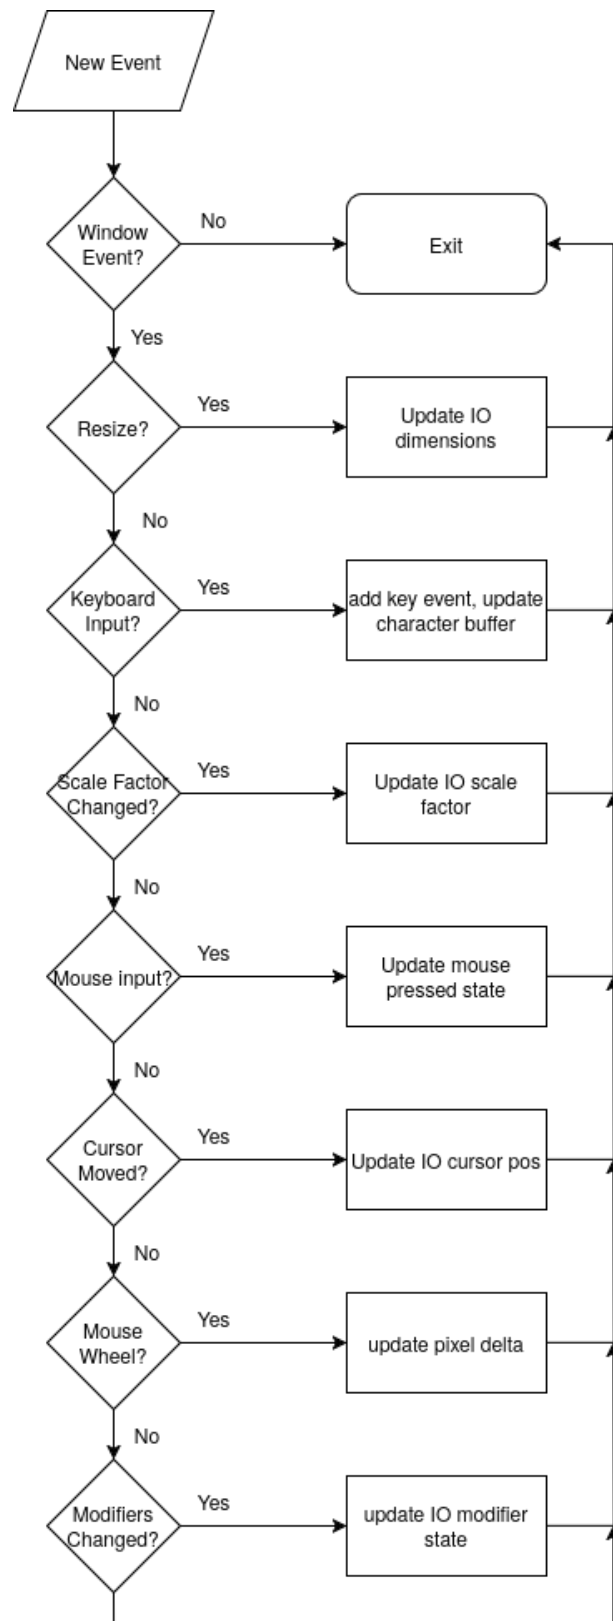 New Event
Window
Event?
No
Exit
Yes
Resize?
Yes
Update IO
dimensions
No
Keyboard
Input?
Yes
add key event, update
character buffer
No
Scale Factor
Changed?
Yes
Update IO scale
factor
No
Mouse input?
Yes
Update mouse
pressed state
No
Cursor
Moved?
Yes
Update IO cursor pos
No
Mouse
Wheel?
Yes
update pixel delta
No
Modifiers
Changed?
Yes
update IO modifier
state